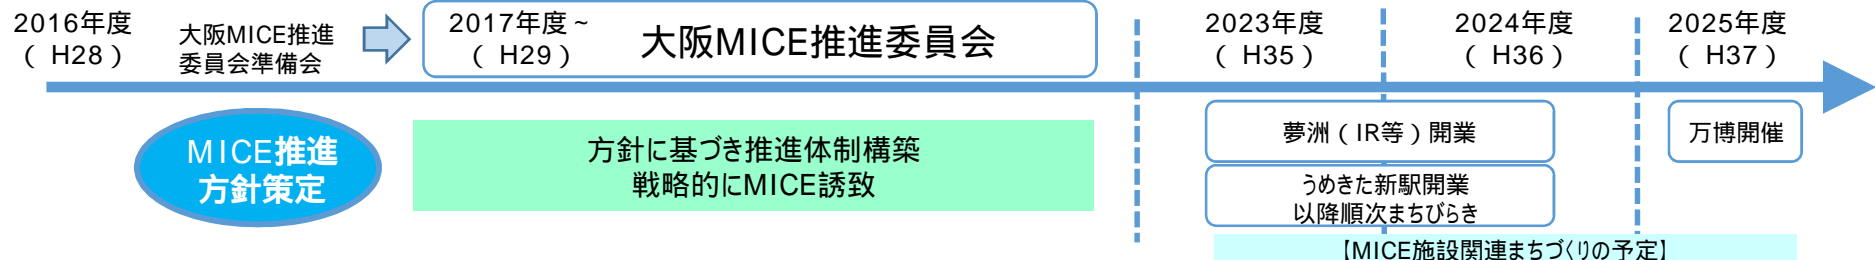 2016年度
( H28 )
大阪MICE推進
委員会準備会
2017年度~
( H29 )
大阪MICE推進委員会
2023年度
( H35 )
2024年度
( H36 )
2025年度
( H37 )
MICE推進
方針策定
方針に基づき推進体制構築
戦略的にMICE誘致
夢洲（IR等）開業
うめきた新駅開業
以降順次まちびらき
万博開催
【MICE施設関連まちづくりの予定】